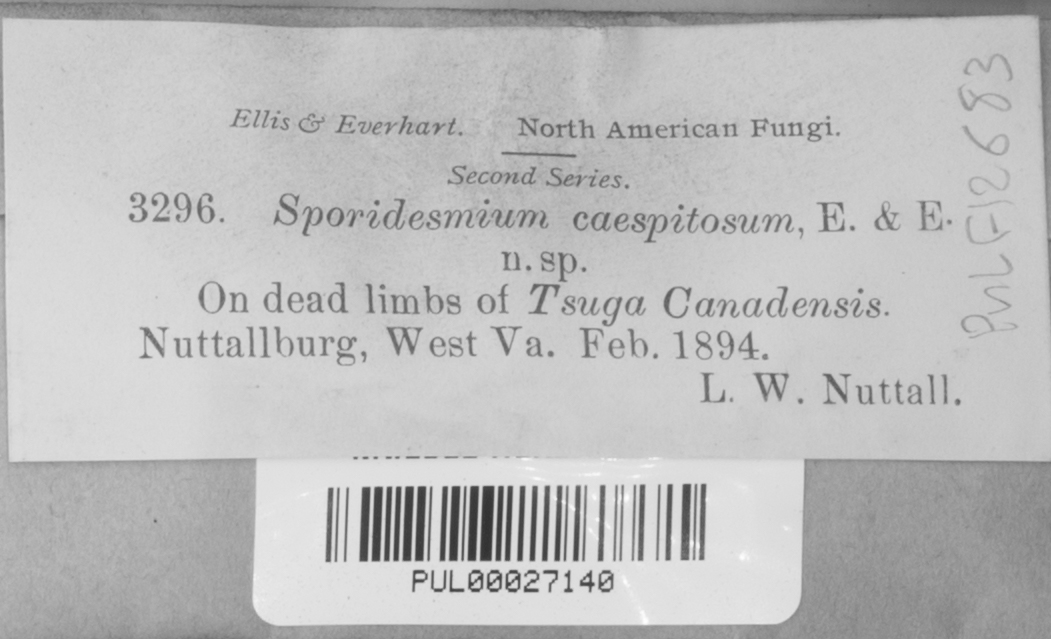 Ellis & Everhart. North American Fungi.
Second Series.
3296. Sporidesmium caespitosum, E. & E.
n. sp.
On dead limbs of Tsuga Canadensis.
Nuttallburg, West Va. Feb. 1894.
L. W. Nuttall.
PUL F12683
PUL00027140